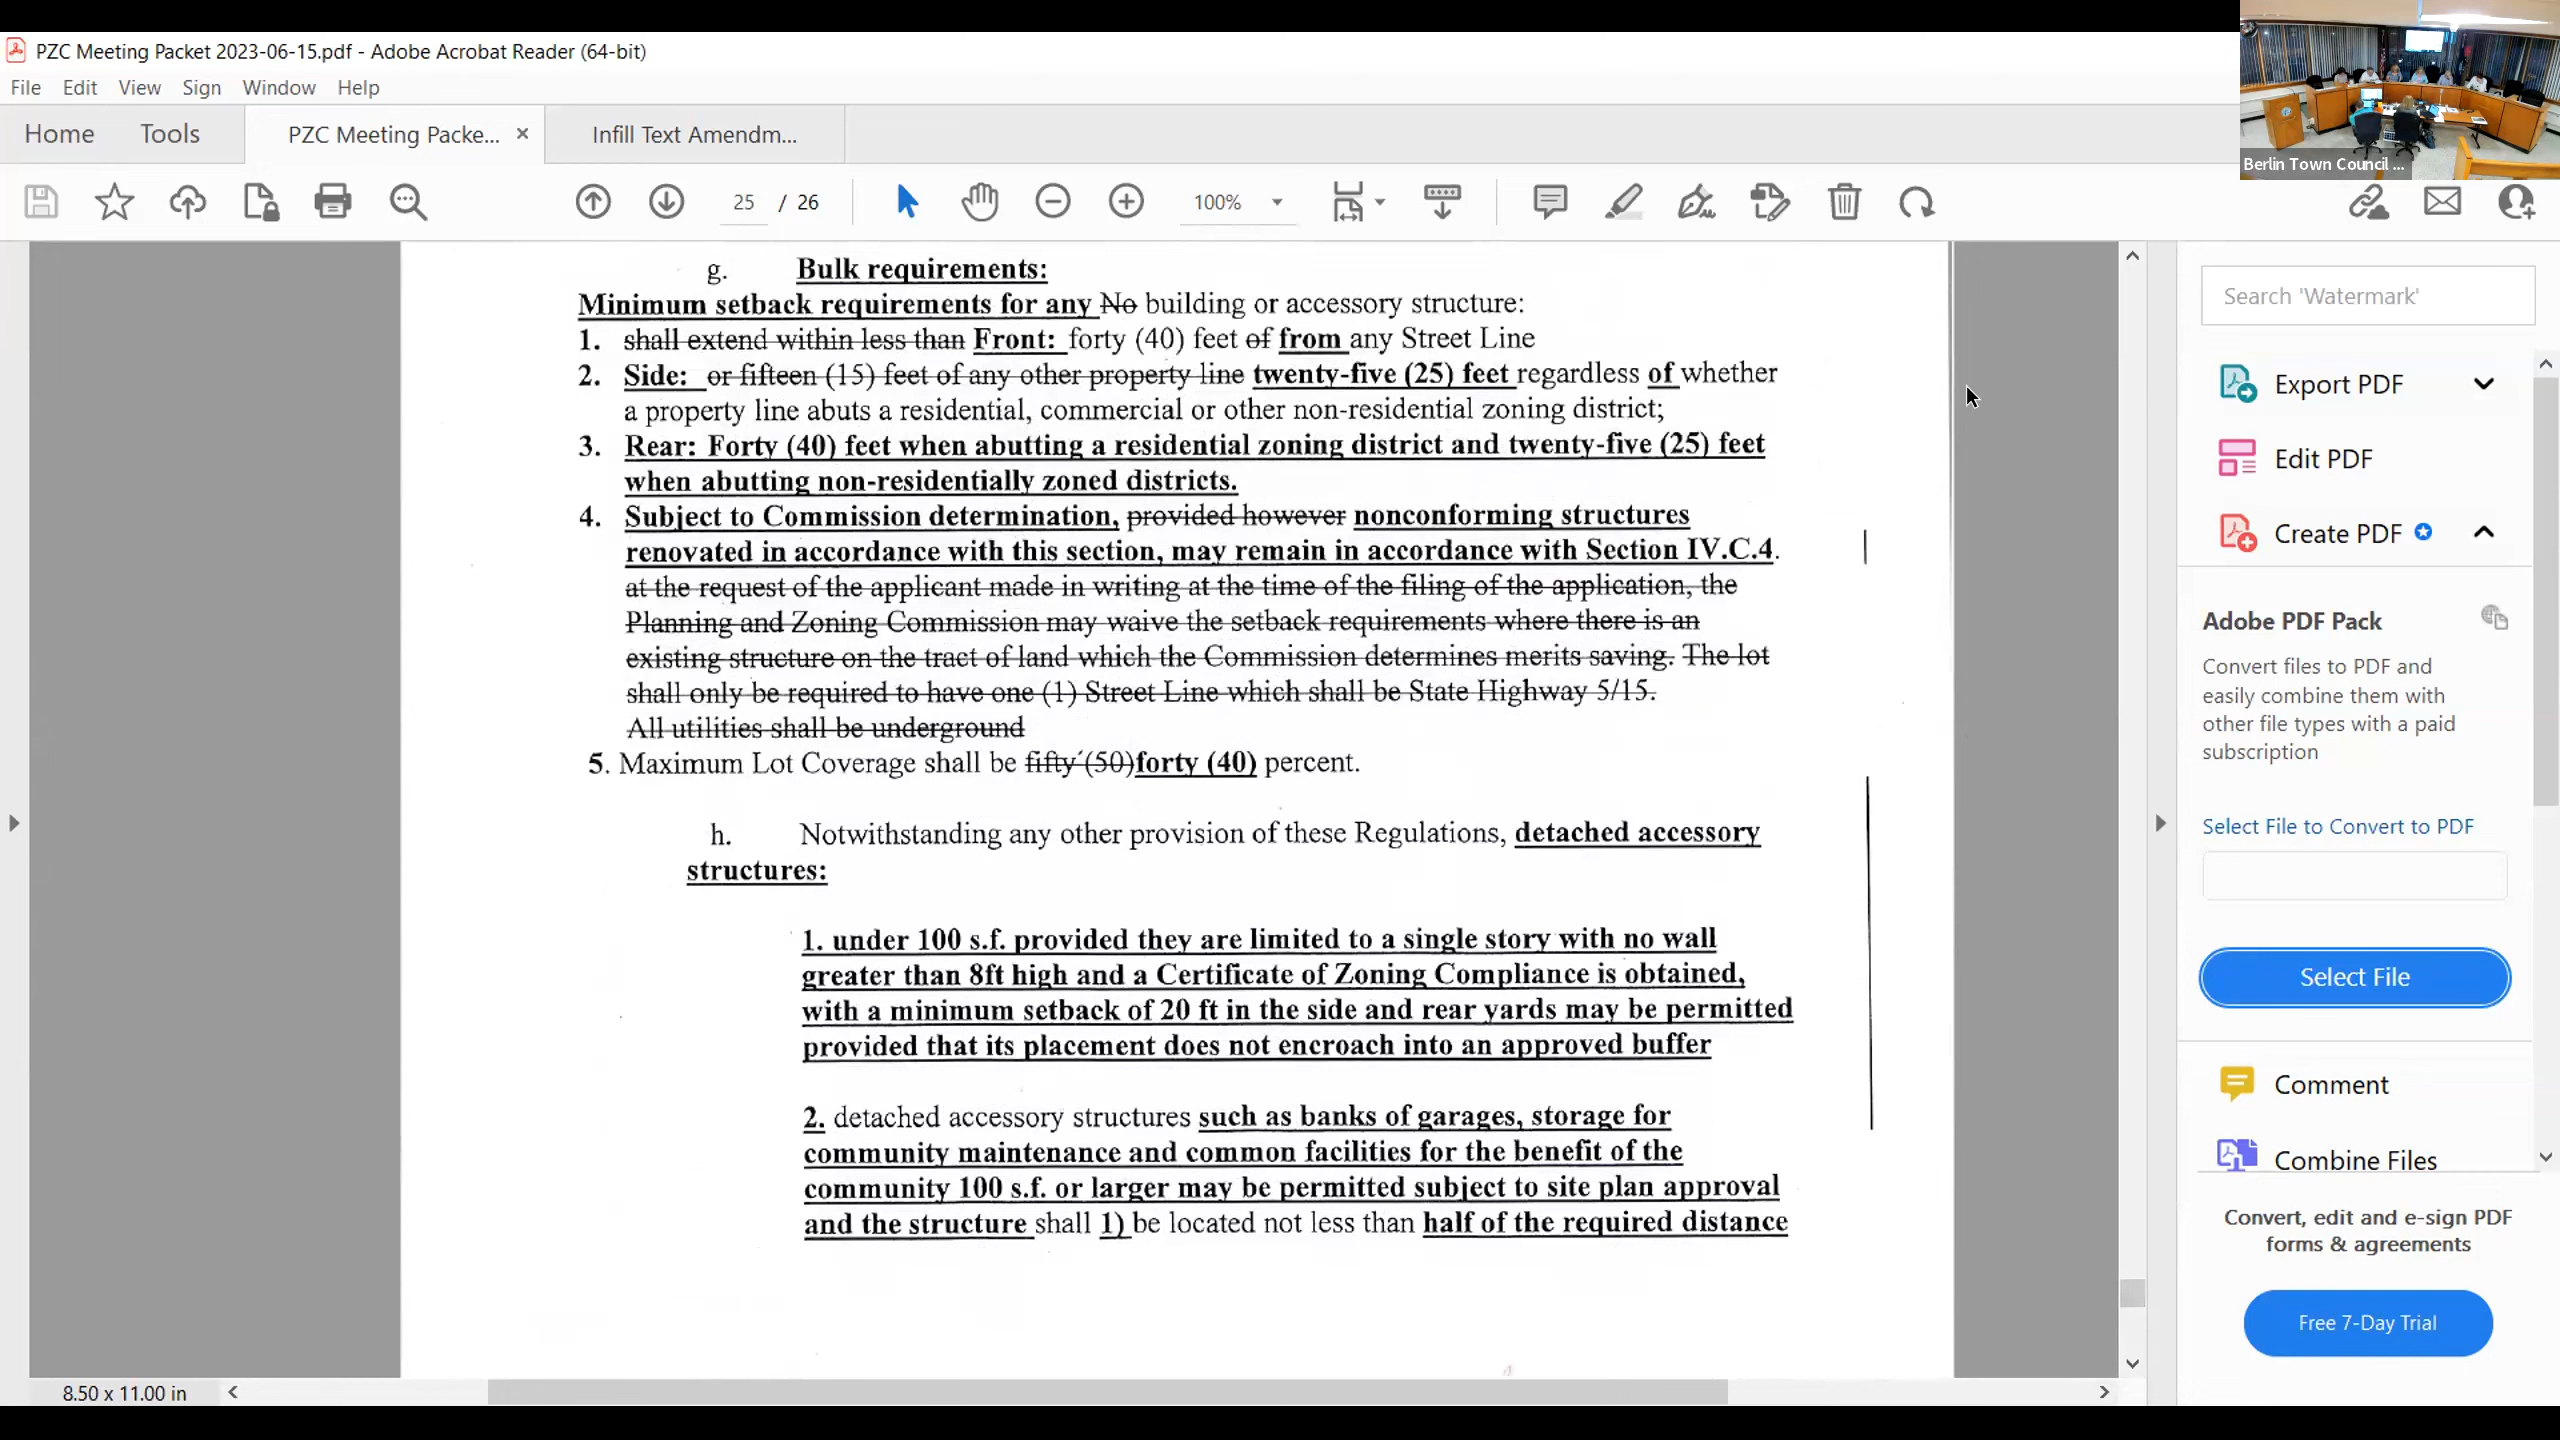 PZC Meeting Packet 2023-06-15.pdf - Adobe Acrobat Reader (64-bit)
File Edit View Sign Window Help
Home Tools PZC Meeting Packe... × Infill Text Amendm...
25 / 26 100%
Berlin Town Council ...
g. Bulk requirements:
Minimum setback requirements for any No building or accessory structure:
1. shall extend within less than Front: forty (40) feet of from any Street Line
2. Side: or fifteen (15) feet of any other property line twenty-five (25) feet regardless of whether
a property line abuts a residential, commercial or other non-residential zoning district;
3. Rear: Forty (40) feet when abutting a residential zoning district and twenty-five (25) feet
when abutting non-residentially zoned districts.
4. Subject to Commission determination, provided however nonconforming structures
renovated in accordance with this section, may remain in accordance with Section IV.C.4.
at the request of the applicant made in writing at the time of the filing of the application, the
Planning and Zoning Commission may waive the setback requirements where there is an
existing structure on the tract of land which the Commission determines merits saving. The lot
shall only be required to have one (1) Street Line which shall be State Highway 5/15.
All utilities shall be underground
5. Maximum Lot Coverage shall be fifty (50) forty (40) percent.
h. Notwithstanding any other provision of these Regulations, detached accessory
structures:
1. under 100 s.f. provided they are limited to a single story with no wall
greater than 8ft high and a Certificate of Zoning Compliance is obtained,
with a minimum setback of 20 ft in the side and rear yards may be permitted
provided that its placement does not encroach into an approved buffer
2. detached accessory structures such as banks of garages, storage for
community maintenance and common facilities for the benefit of the
community 100 s.f. or larger may be permitted subject to site plan approval
and the structure shall 1) be located not less than half of the required distance
8.50 x 11.00 in
Search 'Watermark'
Export PDF
Edit PDF
Create PDF
Adobe PDF Pack
Convert files to PDF and
easily combine them with
other file types with a paid
subscription
Select File to Convert to PDF
Select File
Comment
Combine Files
Convert, edit and e-sign PDF
forms & agreements
Free 7-Day Trial